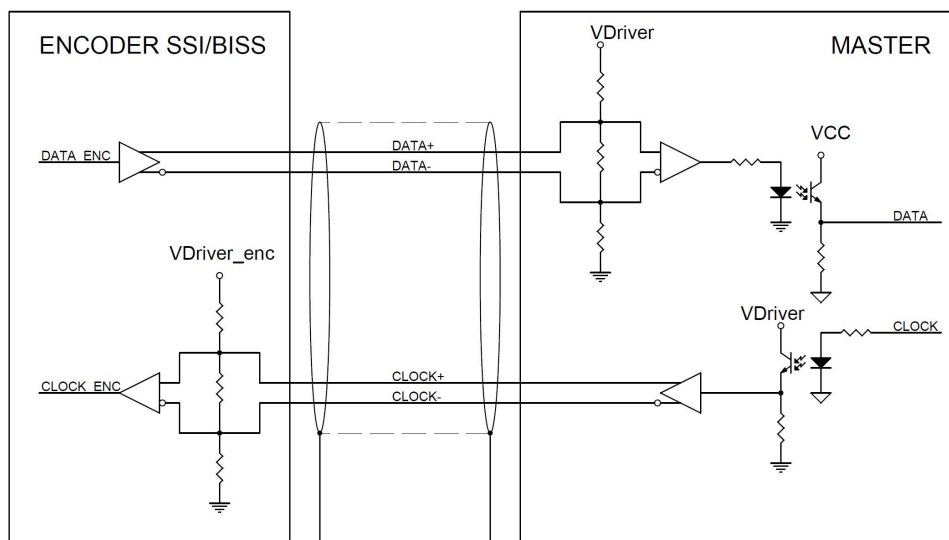 ENCODER SSI/BISS
VDriver
MASTER
DATA_ENC
DATA+
DATA-
VCC
DATA
VDriver_enc
VDriver
CLOCK
CLOCK_ENC
CLOCK+
CLOCK-